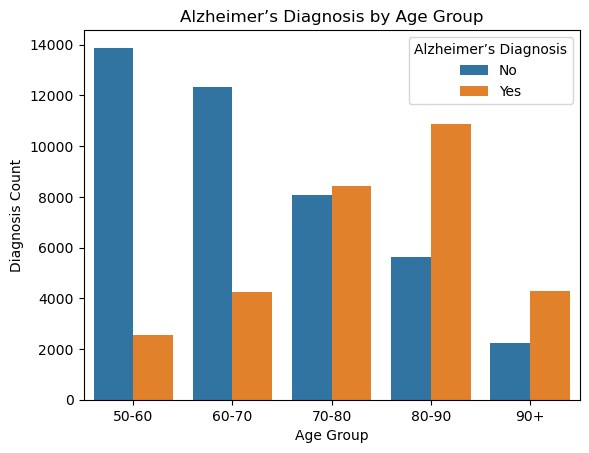 Alzheimer’s Diagnosis by Age Group
Alzheimer’s Diagnosis
No
Yes
Diagnosis Count
14000
12000
10000
8000
6000
4000
2000
0
50-60 60-70 70-80 80-90 90+
Age Group